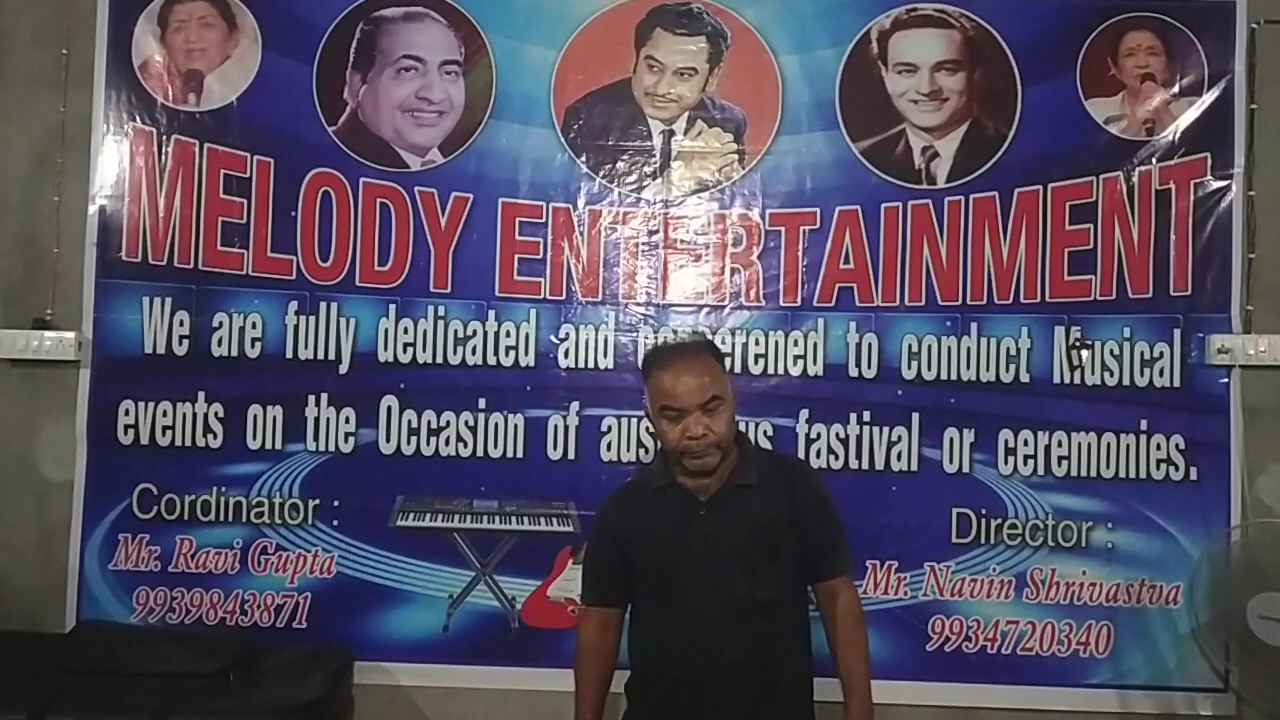 MELODY ENTERTAINMENT
We are fully dedicated and to conduct Musical
events on the Occasion of fastival or ceremonies.
Cordinator :
Mr. Ravi Gupta
9939843871
Director :
Mr. Navin Shrivastva
9934720340